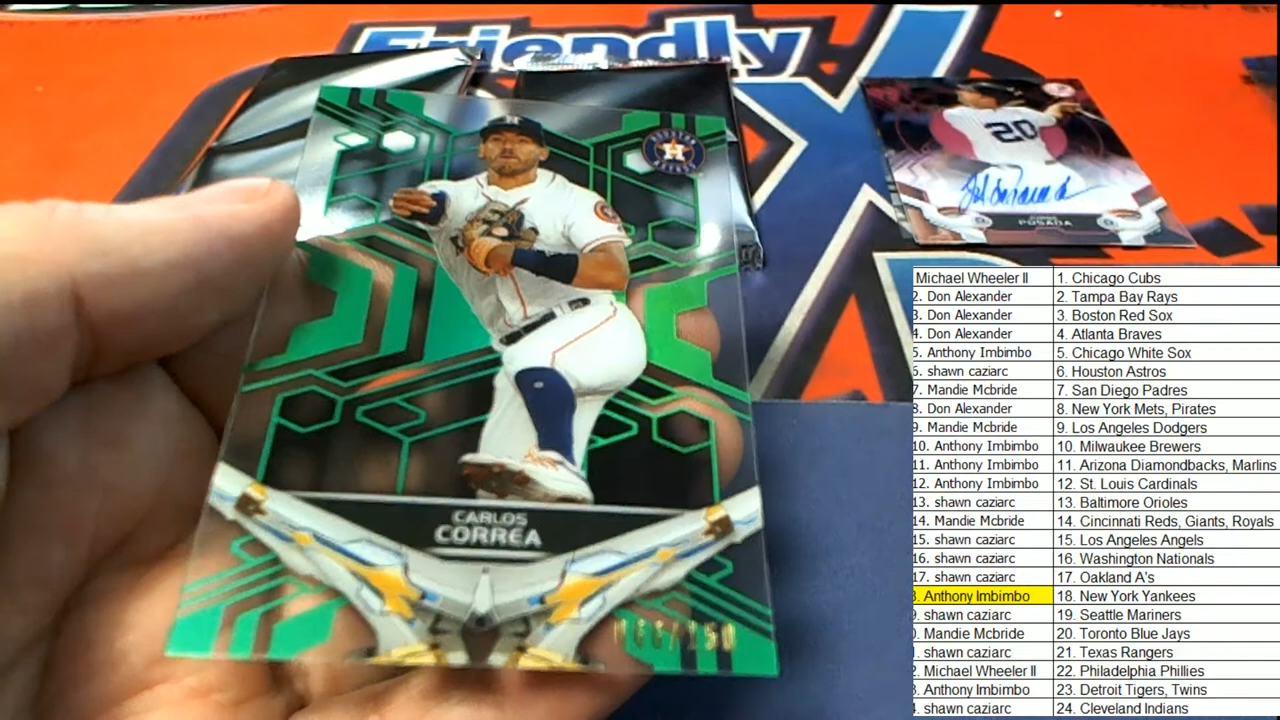 Friendly
20
JORGE
POSADA
HOUSTON
H
CARLOS
CORREA
/150
Michael Wheeler II 1. Chicago Cubs
2. Don Alexander 2. Tampa Bay Rays
3. Don Alexander 3. Boston Red Sox
4. Don Alexander 4. Atlanta Braves
5. Anthony Imbimbo 5. Chicago White Sox
6. shawn caziarc 6. Houston Astros
7. Mandie Mcbride 7. San Diego Padres
8. Don Alexander 8. New York Mets, Pirates
9. Mandie Mcbride 9. Los Angeles Dodgers
10. Anthony Imbimbo 10. Milwaukee Brewers
11. Anthony Imbimbo 11. Arizona Diamondbacks, Marlins
12. Anthony Imbimbo 12. St. Louis Cardinals
13. shawn caziarc 13. Baltimore Orioles
14. Mandie Mcbride 14. Cincinnati Reds, Giants, Royals
15. shawn caziarc 15. Los Angeles Angels
16. shawn caziarc 16. Washington Nationals
17. shawn caziarc 17. Oakland A's
Anthony Imbimbo 18. New York Yankees
shawn caziarc 19. Seattle Mariners
Mandie Mcbride 20. Toronto Blue Jays
shawn caziarc 21. Texas Rangers
Michael Wheeler II 22. Philadelphia Phillies
Anthony Imbimbo 23. Detroit Tigers, Twins
shawn caziarc 24. Cleveland Indians